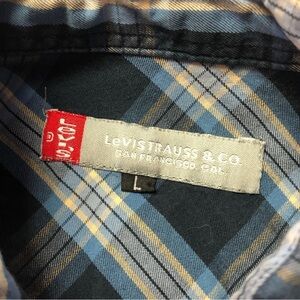 LEVI'S
®
LEVI STRAUSS & CO.
SAN FRANCISCO CAL.
L